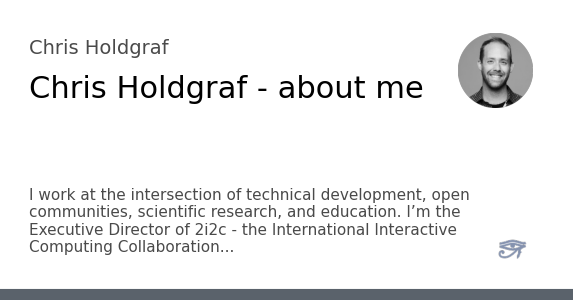 Chris Holdgraf
Chris Holdgraf - about me
I work at the intersection of technical development, open
communities, scientific research, and education. I’m the
Executive Director of 2i2c - the International Interactive
Computing Collaboration...